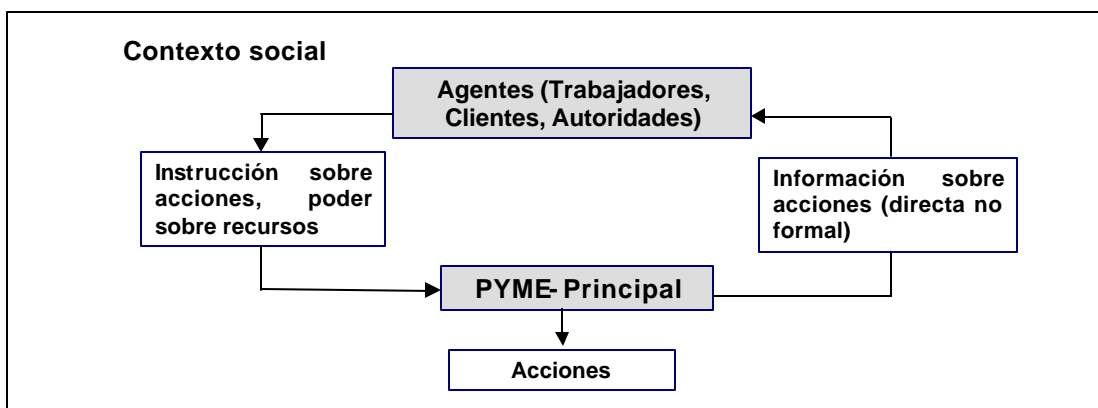 Contexto social
Agentes (Trabajadores,
Clientes, Autoridades)
Instrucción sobre
acciones, poder
sobre recursos
Información sobre
acciones (directa no
formal)
PYME- Principal
Acciones